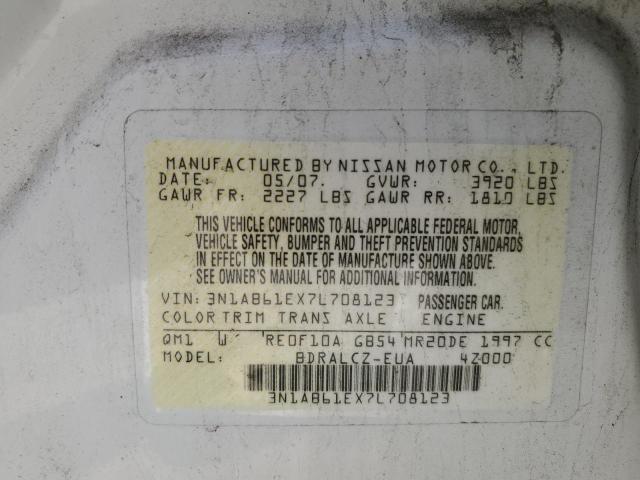 MANUFACTURED BY NISSAN MOTOR CO., LTD.
DATE: 05/07. GVWR: 3920 LBS
GAWR FR: 2227 LBS GAWR RR: 1810 LBS
THIS VEHICLE CONFORMS TO ALL APPLICABLE FEDERAL MOTOR
VEHICLE SAFETY, BUMPER AND THEFT PREVENTION STANDARDS
IN EFFECT ON THE DATE OF MANUFACTURE SHOWN ABOVE.
SEE OWNER'S MANUAL FOR ADDITIONAL INFORMATION.
VIN: 3N1AB61EX7L708123 PASSENGER CAR.
COLOR TRIM TRANS AXLE ENGINE
QM1 W RE0F10A GB54 MR20DE 1997 CC
MODEL: BDRALCZ-EUA 4Z000
3N1AB61EX7L708123